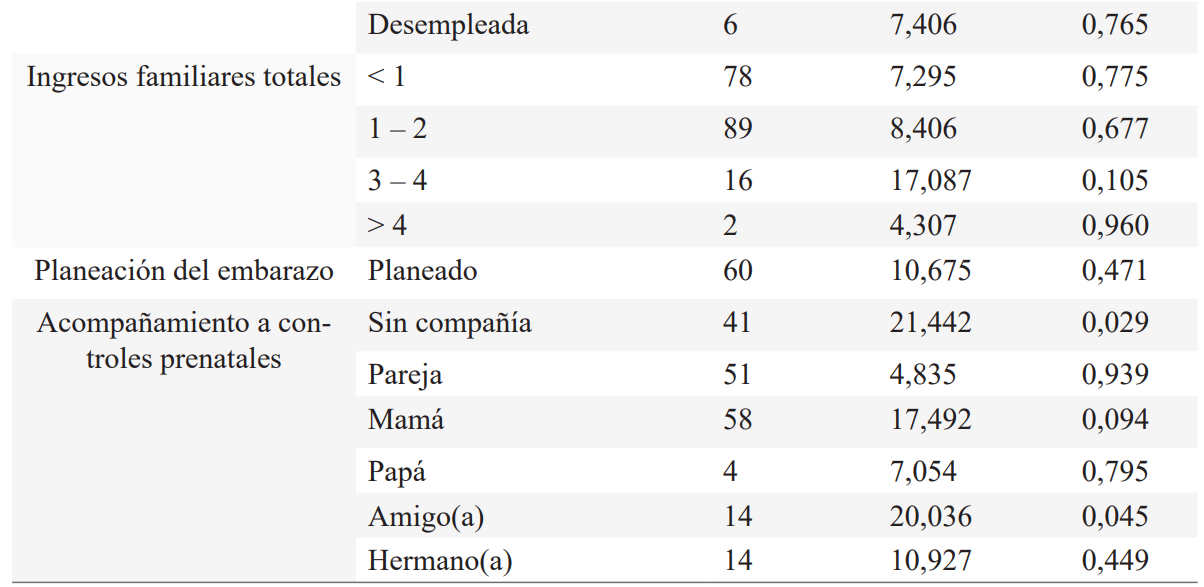 Desempleada 6 7,406 0,765
Ingresos familiares totales < 1 78 7,295 0,775
1 – 2 89 8,406 0,677
3 – 4 16 17,087 0,105
> 4 2 4,307 0,960
Planeación del embarazo Planeado 60 10,675 0,471
Acompañamiento a con- Sin compañía 41 21,442 0,029
troles prenatales
Pareja 51 4,835 0,939
Mamá 58 17,492 0,094
Papá 4 7,054 0,795
Amigo(a) 14 20,036 0,045
Hermano(a) 14 10,927 0,449